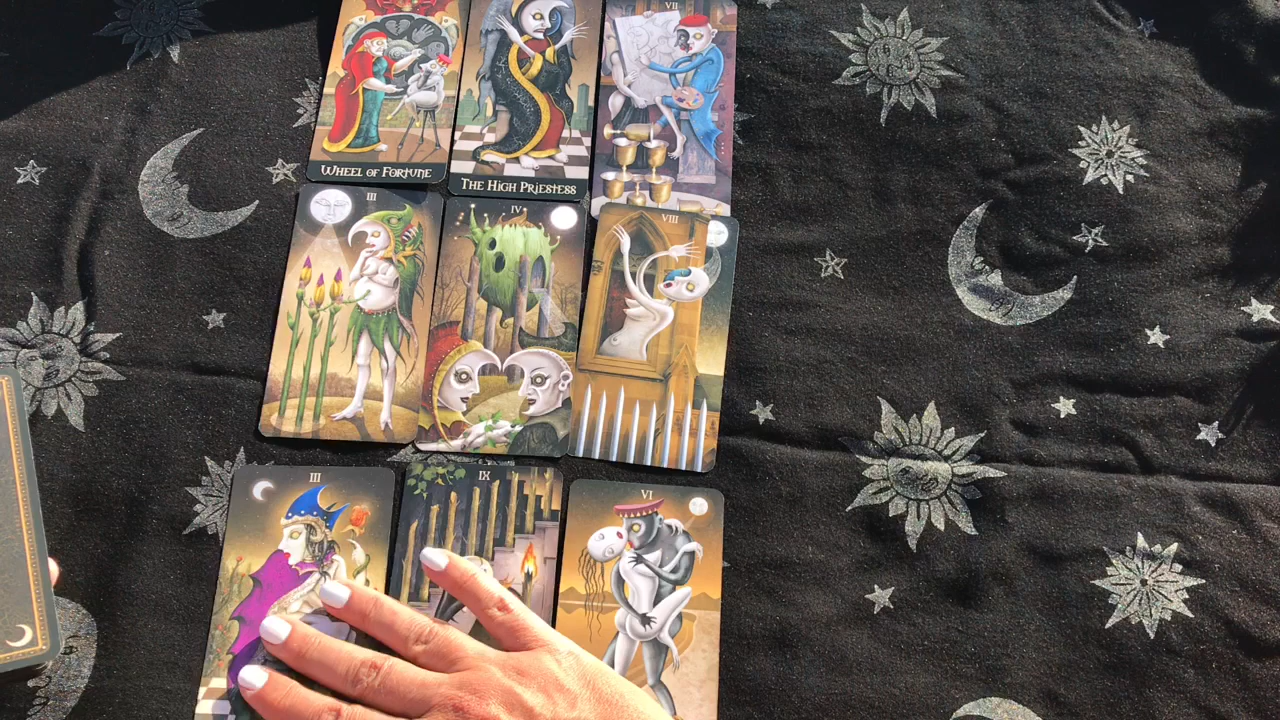 VII
WHEEL OF FORTUNE
THE HIGH PRIESTESS
III
IV
VIII
III
IX
VI